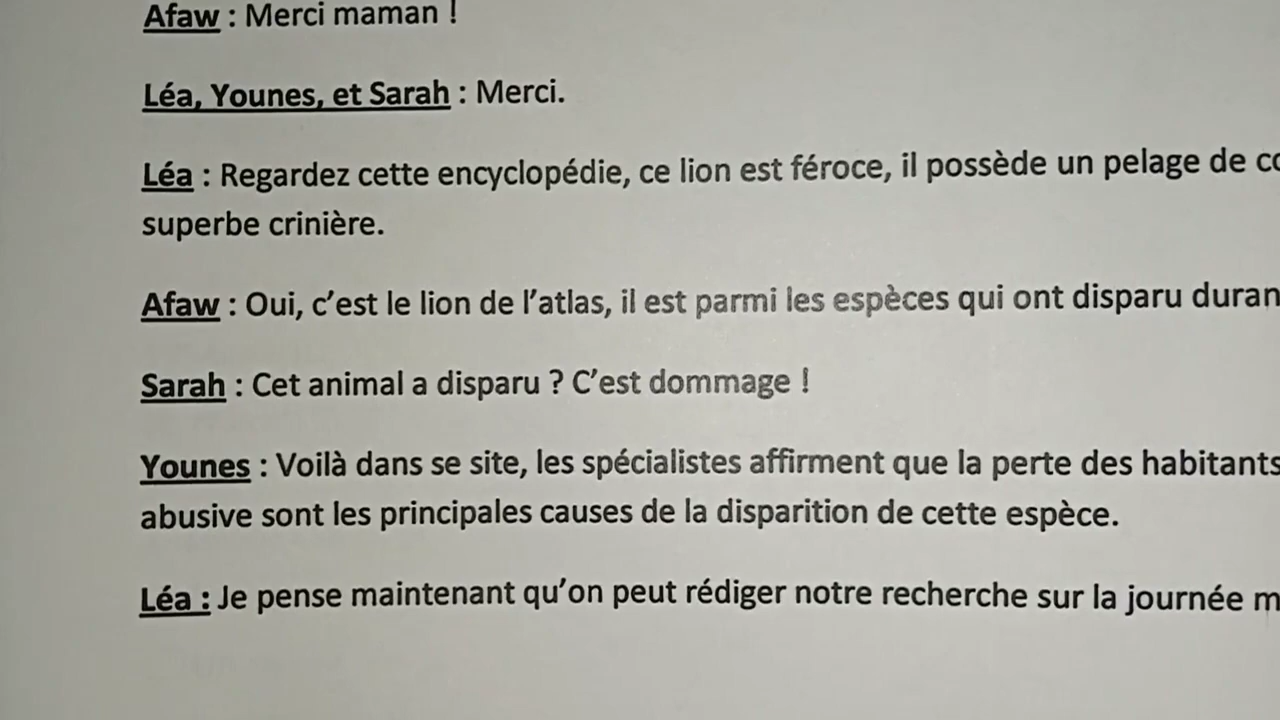 Afaw : Merci maman !
Léa, Younes, et Sarah : Merci.
Léa : Regardez cette encyclopédie, ce lion est féroce, il possède un pelage de
superbe crinière.
Afaw : Oui, c'est le lion de l'atlas, il est parmi les espèces qui ont disparu
Sarah : Cet animal a disparu ? C'est dommage !
Younes : Voilà dans se site, les spécialistes affirment que la perte des habitants
abusive sont les principales causes de la disparition de cette espèce.
Léa : Je pense maintenant qu'on peut rédiger notre recherche sur la journée